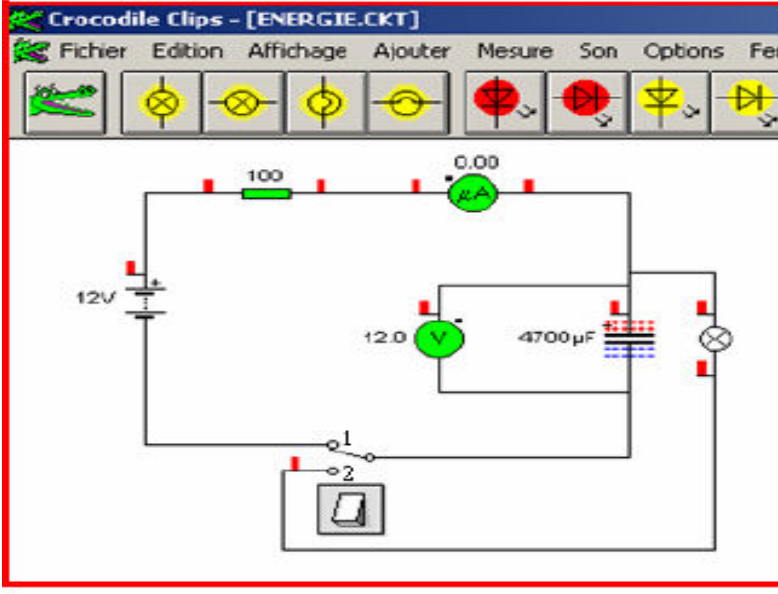 Crocodile Clips - [ENERGIE.CKT]
Fichier Edition Affichage Ajouter Mesure Son Options Fe
0.00
100
µA
+
12V
12.0
V
4700µF
+
1
2